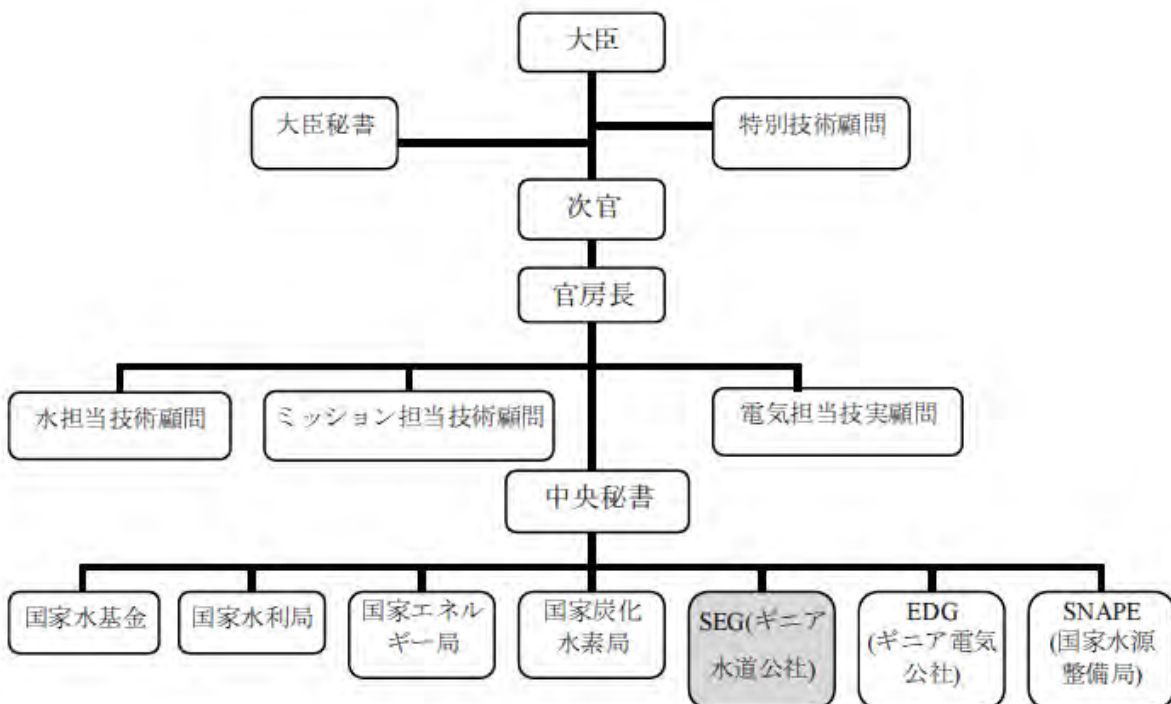 大臣
大臣秘書
特別技術顧問
次官
官房長
水担当技術顧問
ミッション担当技術顧問
電気担当技実顧問
中央秘書
国家水基金
国家水利局
国家エネル
ギー局
国家炭化
水素局
SEG(ギニア
水道公社)
EDG
(ギニア電気
公社)
SNAPE
(国家水源
整備局)